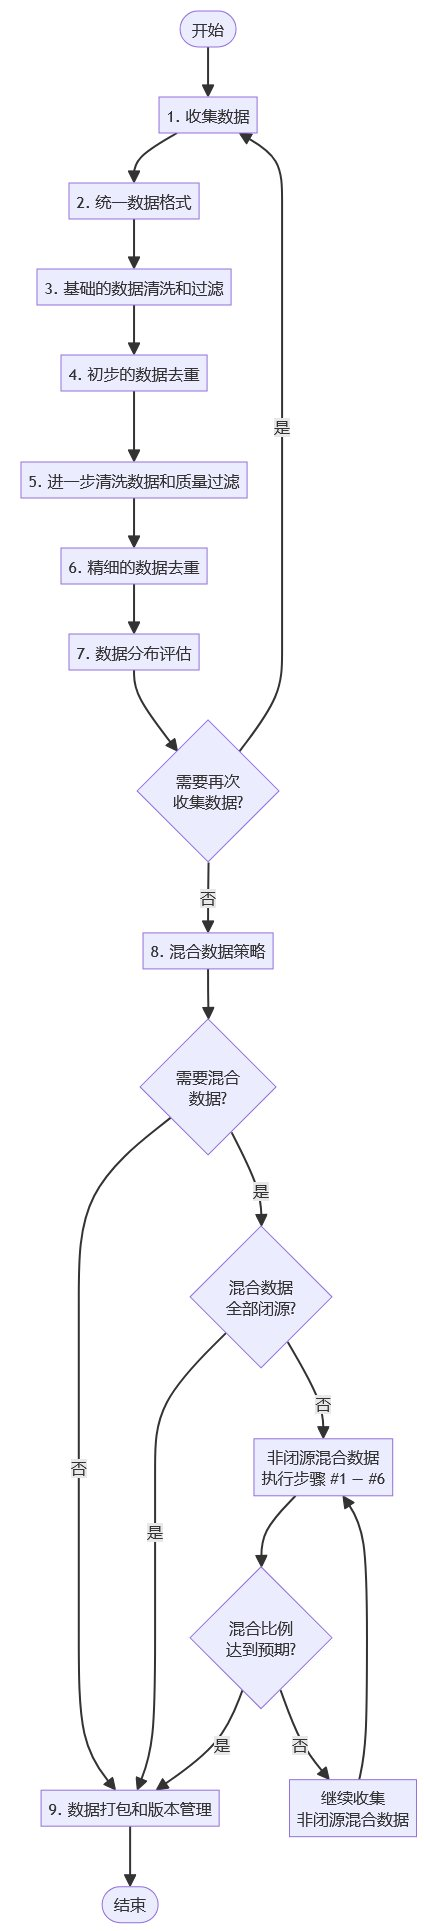 开始
1. 收集数据
2. 统一数据格式
3. 基础的数据清洗和过滤
4. 初步的数据去重
是
5. 进一步清洗数据和质量过滤
6. 精细的数据去重
7. 数据分布评估
需要再次
收集数据?
否
8. 混合数据策略
需要混合
数据?
是
混合数据
全部闭源?
否
非闭源混合数据
执行步骤 #1 – #6
否
是
混合比例
达到预期?
是
否
继续收集
非闭源混合数据
9. 数据打包和版本管理
结束